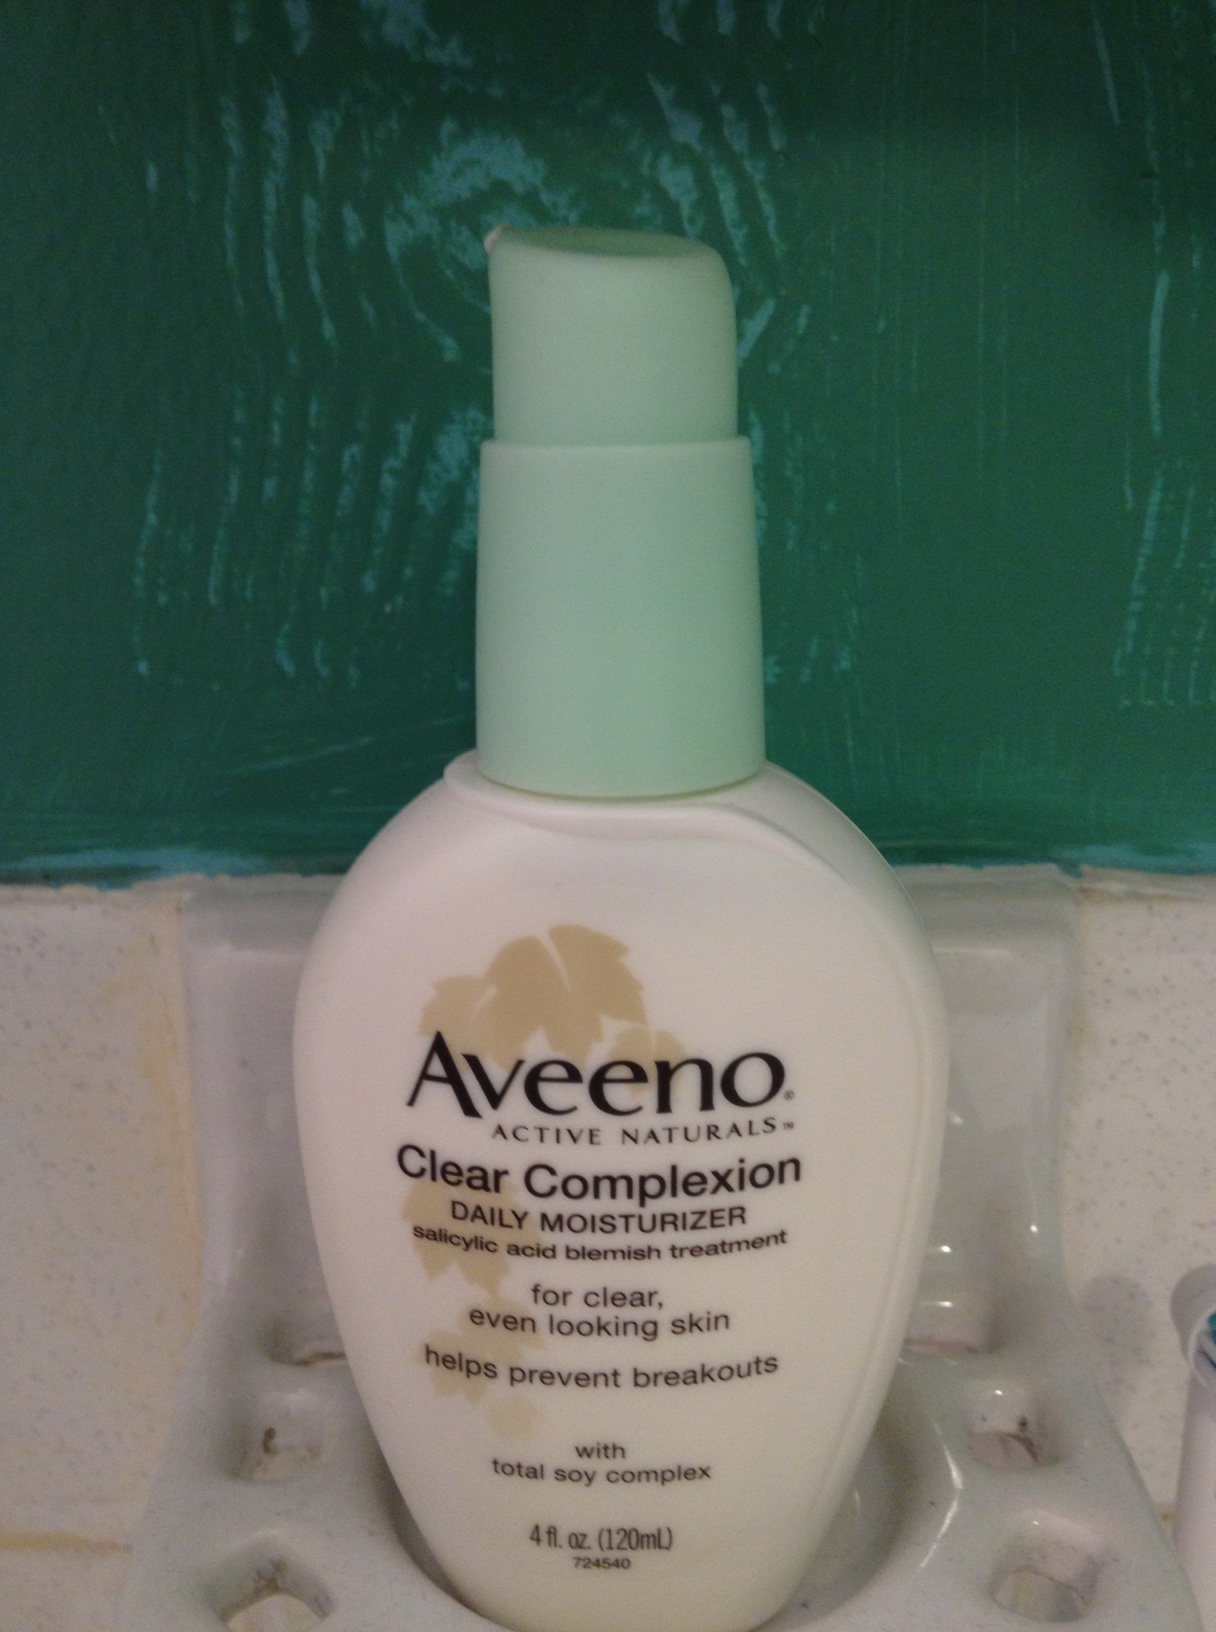 Aveeno®
ACTIVE NATURALS™
Clear Complexion
DAILY MOISTURIZER
salicylic acid blemish treatment
for clear,
even looking skin
helps prevent breakouts
with
total soy complex
4 fl. oz. (120mL)
724540